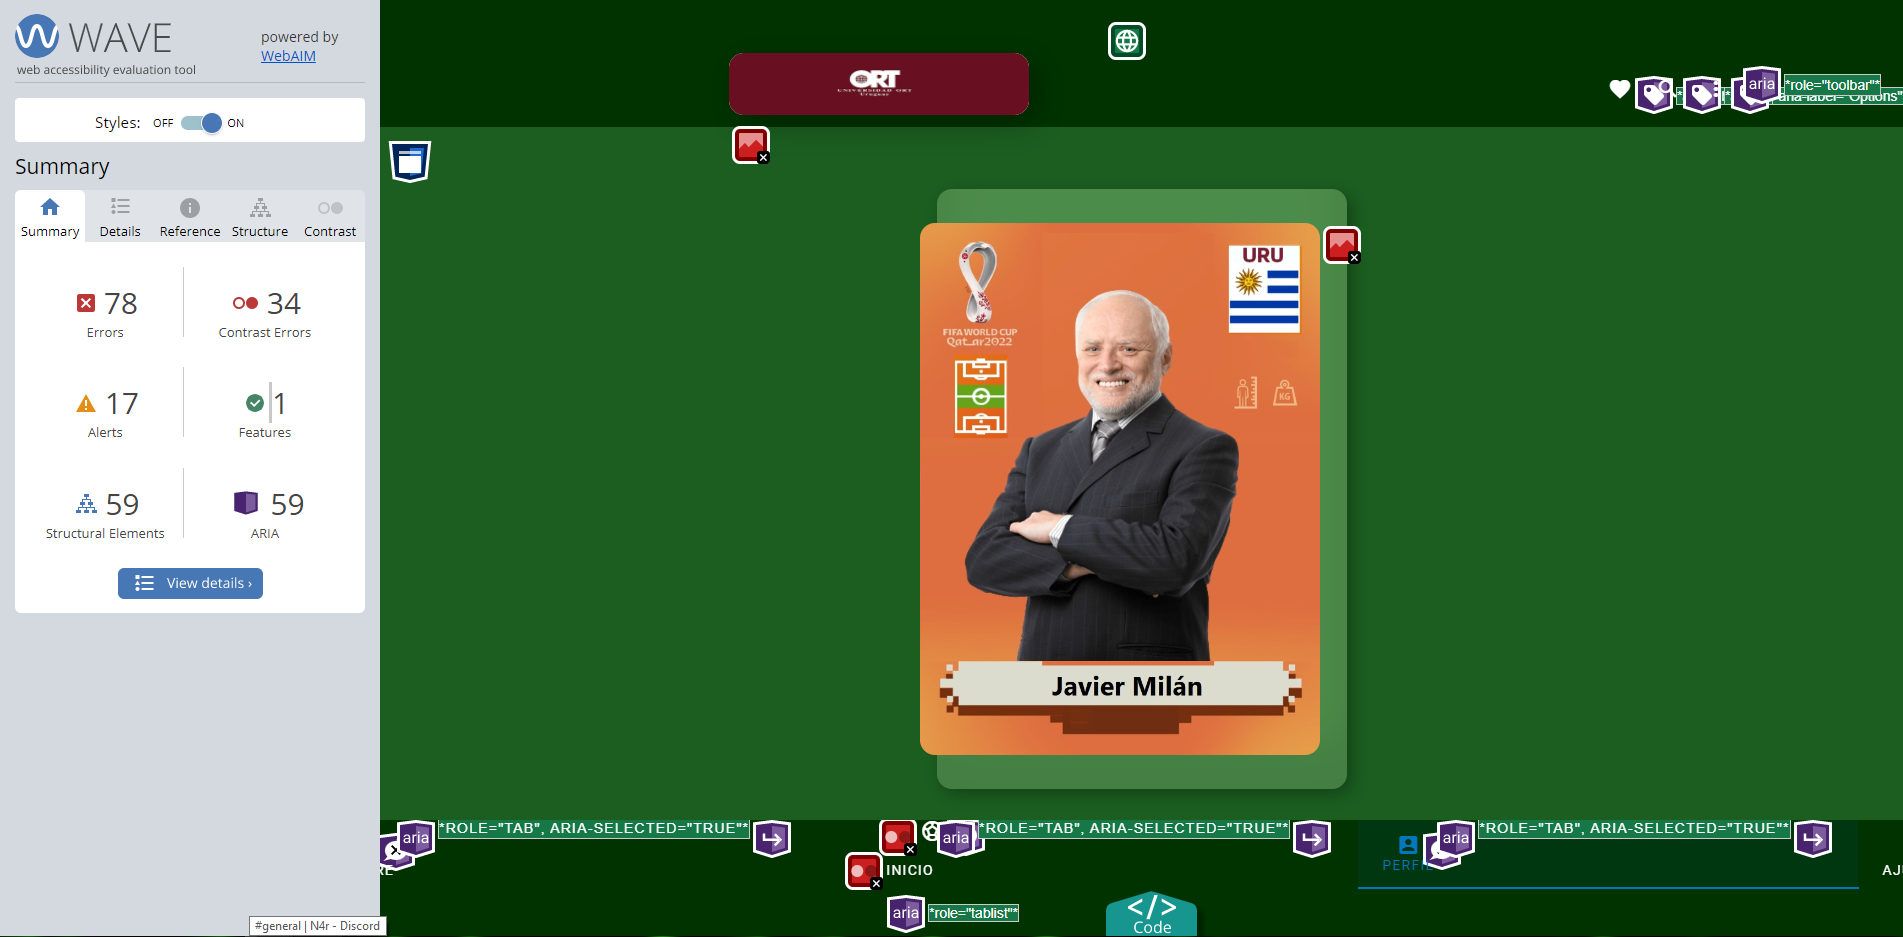 WAVE
powered by
WebAIM
web accessibility evaluation tool
Styles: OFF ON
Summary
Summary Details Reference Structure Contrast
78 Errors
34 Contrast Errors
17 Alerts
1 Features
59 Structural Elements
59 ARIA
View details ›
#general | N4r - Discord
ORT
UNIVERSIDAD ORT
Uruguay
aria *role="toolbar"*
aria-label="Options"
URU
FIFA WORLD CUP
Qatar2022
KG
Javier Milán
aria *ROLE="TAB", ARIA-SELECTED="TRUE"*
aria *ROLE="TAB", ARIA-SELECTED="TRUE"*
aria *ROLE="TAB", ARIA-SELECTED="TRUE"*
RE
INICIO
PERFIL
AJ
aria *role="tablist"*
</>
Code